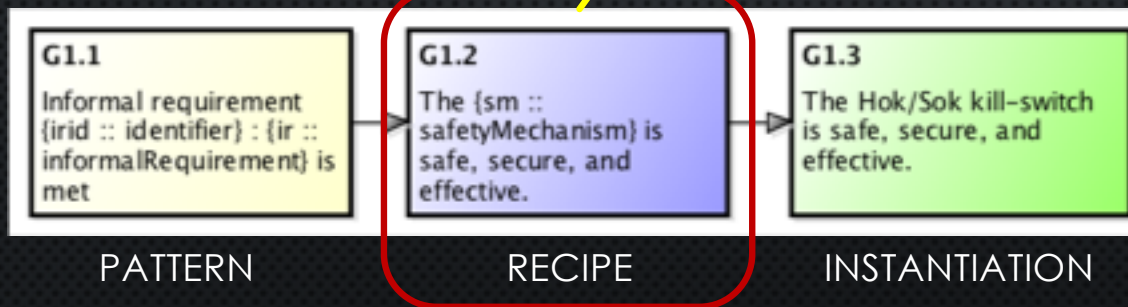 G1.1
Informal requirement
{irid :: identifier} : {ir ::
informalRequirement} is
met
G1.2
The {sm ::
safetyMechanism} is
safe, secure, and
effective.
G1.3
The Hok/Sok kill-switch
is safe, secure, and
effective.
PATTERN
RECIPE
INSTANTIATION